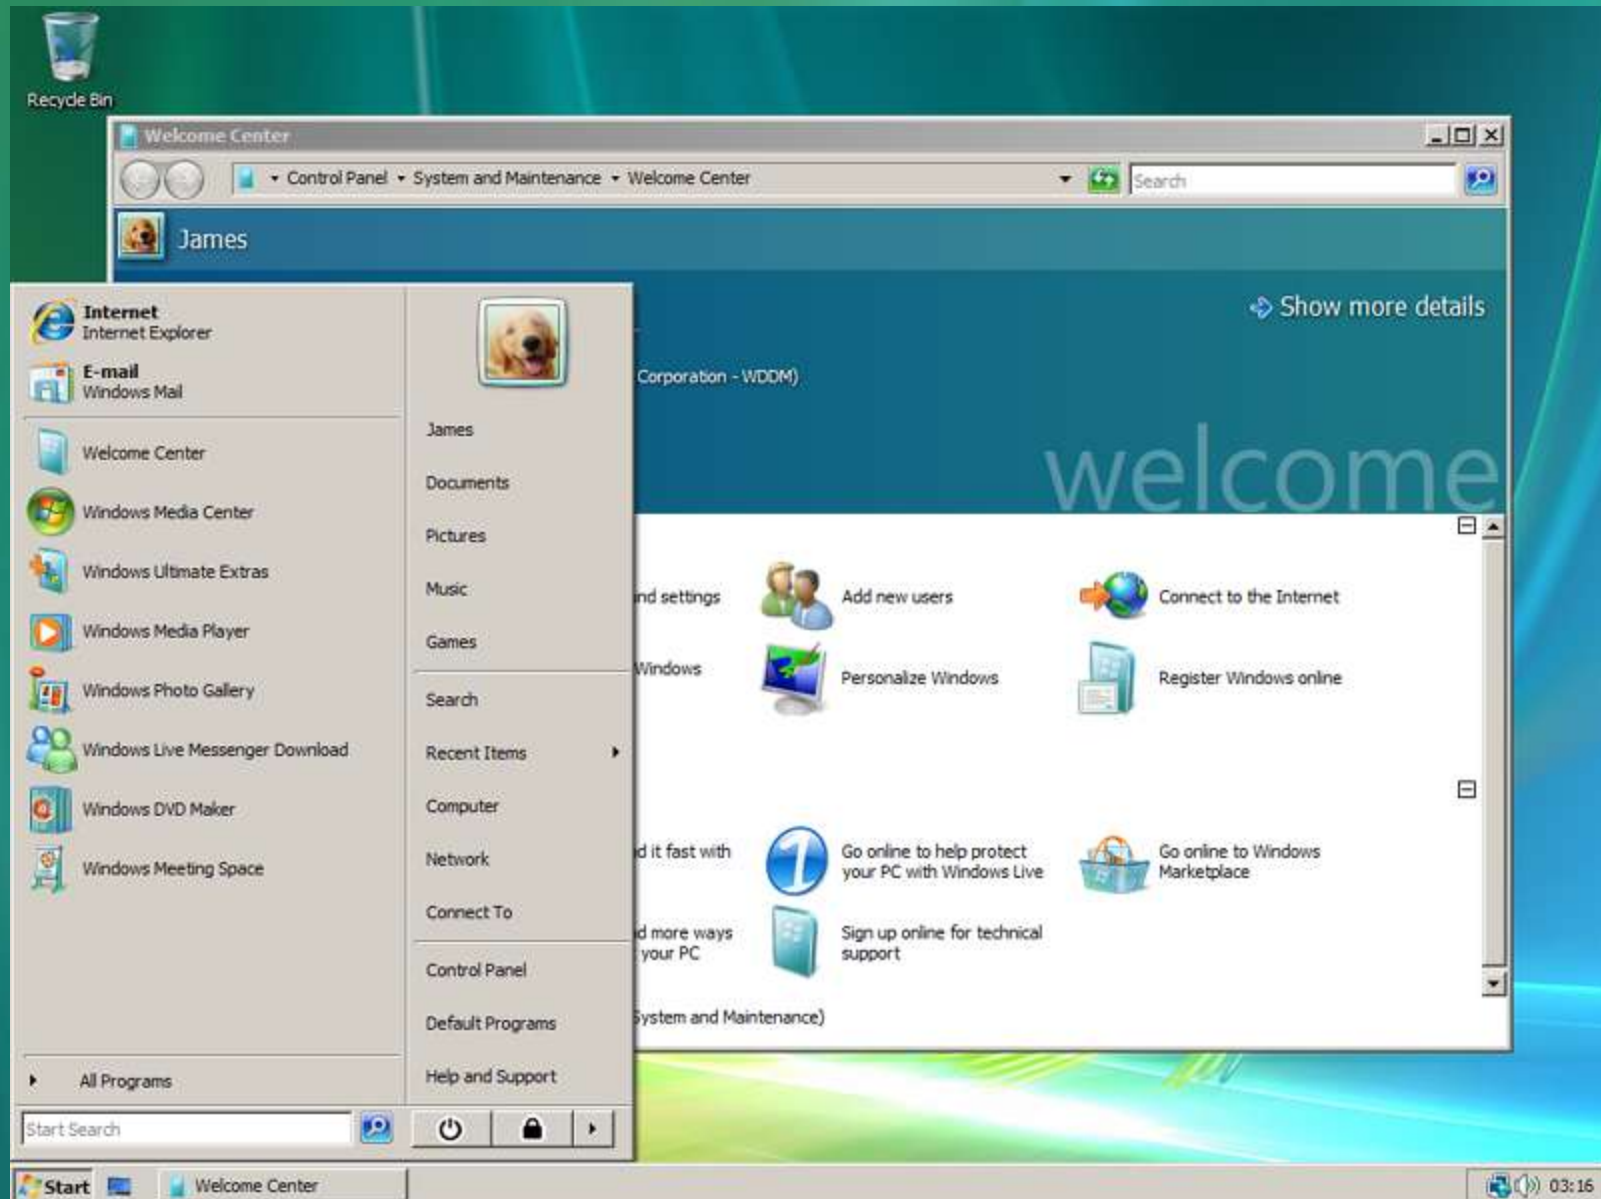 Recycle Bin
Welcome Center
Control Panel
System and Maintenance
Welcome Center
Search
James
Show more details
Corporation - WDDM)
welcome
Internet
Internet Explorer
E-mail
Windows Mail
Welcome Center
Windows Media Center
Windows Ultimate Extras
Windows Media Player
Windows Photo Gallery
Windows Live Messenger Download
Windows DVD Maker
Windows Meeting Space
All Programs
Start Search
James
Documents
Pictures
Music
Games
Search
Recent Items
Computer
Network
Connect To
Control Panel
Default Programs
Help and Support
and settings
Add new users
Connect to the Internet
Windows
Personalize Windows
Register Windows online
it fast with
Go online to help protect
your PC with Windows Live
Go online to Windows
Marketplace
more ways
your PC
Sign up online for technical
support
System and Maintenance)
Start
Welcome Center
03:16